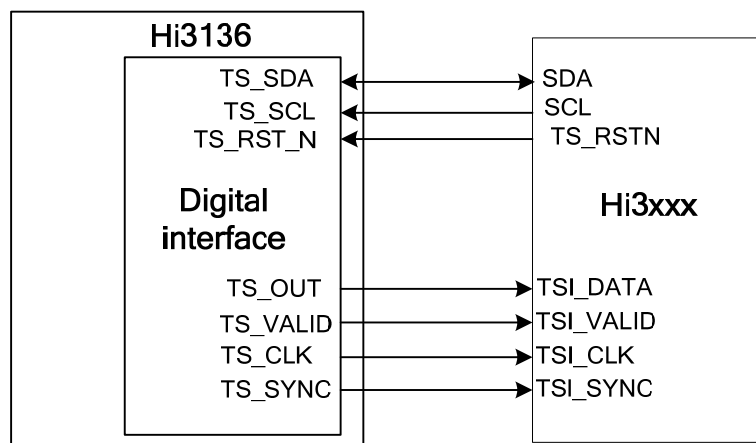 Hi3136
TS_SDA
SDA
TS_SCL
SCL
TS_RST_N
TS_RSTN
Digital
interface
Hi3xxx
TS_OUT
TSI_DATA
TS_VALID
TSI_VALID
TS_CLK
TSI_CLK
TS_SYNC
TSI_SYNC